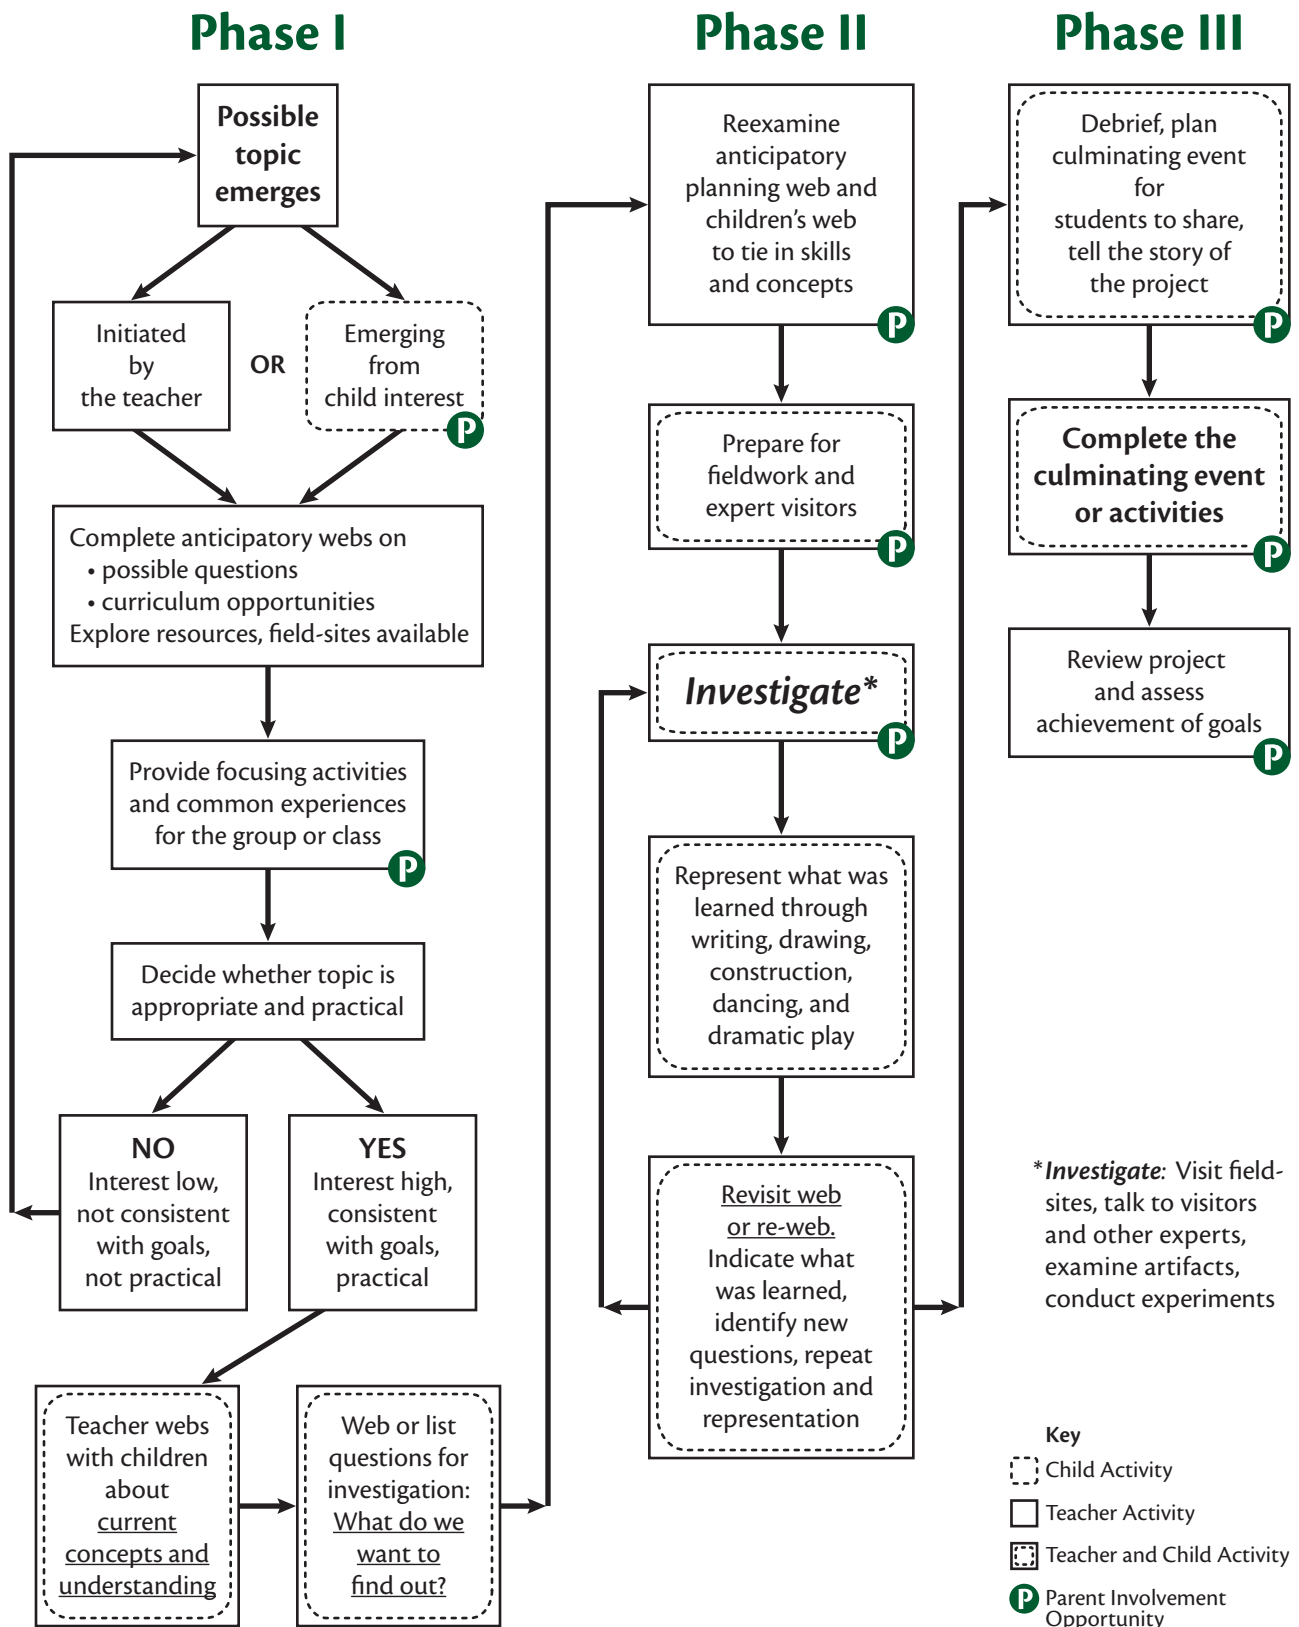 Phase I
Possible
topic
emerges
Initiated
by
the teacher
OR
Emerging
from
child interest
P
Complete anticipatory webs on
• possible questions
• curriculum opportunities
Explore resources, field-sites available
Provide focusing activities
and common experiences
for the group or class
P
Decide whether topic is
appropriate and practical
NO
Interest low,
not consistent
with goals,
not practical
YES
Interest high,
consistent
with goals,
practical
Teacher webs
with children
about
current
concepts and
understanding
Web or list
questions for
investigation:
What do we
want to
find out?
Phase II
Reexamine
anticipatory
planning web and
children’s web
to tie in skills
and concepts
P
Prepare for
fieldwork and
expert visitors
P
Investigate*
P
Represent what was
learned through
writing, drawing,
construction,
dancing, and
dramatic play
Revisit web
or re-web.
Indicate what
was learned,
identify new
questions, repeat
investigation and
representation
Phase III
Debrief, plan
culminating event
for
students to share,
tell the story of
the project
P
Complete the
culminating event
or activities
P
Review project
and assess
achievement of goals
P
*Investigate: Visit field-
sites, talk to visitors
and other experts,
examine artifacts,
conduct experiments
Key
Child Activity
Teacher Activity
Teacher and Child Activity
P Parent Involvement
Opportunity